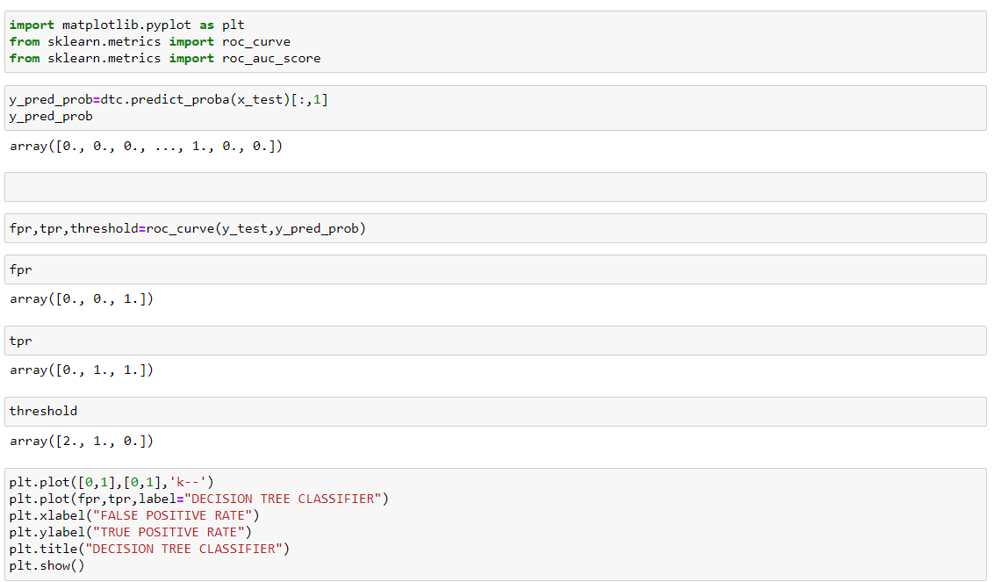 import matplotlib.pyplot as plt
from sklearn.metrics import roc_curve
from sklearn.metrics import roc_auc_score
y_pred_prob=dtc.predict_proba(x_test)[:,1]
y_pred_prob
array([0., 0., 0., ..., 1., 0., 0.])
fpr,tpr,threshold=roc_curve(y_test,y_pred_prob)
fpr
array([0., 0., 1.])
tpr
array([0., 1., 1.])
threshold
array([2., 1., 0.])
plt.plot([0,1],[0,1],'k--')
plt.plot(fpr,tpr,label="DECISION TREE CLASSIFIER")
plt.xlabel("FALSE POSITIVE RATE")
plt.ylabel("TRUE POSITIVE RATE")
plt.title("DECISION TREE CLASSIFIER")
plt.show()